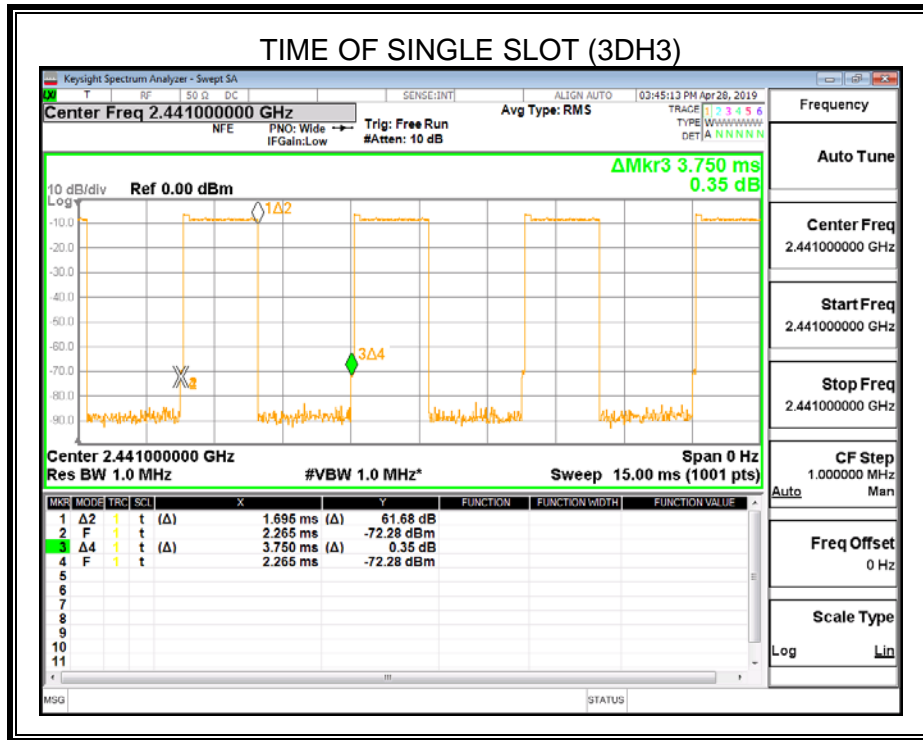 TIME OF SINGLE SLOT (3DH3)
Keysight Spectrum Analyzer - Swept SA
T RF 50 Ω DC SENSE:INT ALIGN AUTO 03:45:13 PM Apr 28, 2019
Center Freq 2.441000000 GHz
NFE PNO: Wide IFGain:Low
Trig: Free Run
#Atten: 10 dB
Avg Type: RMS
TRACE 1 2 3 4 5 6
TYPE WWWWWW
DET A N N N N N
ΔMkr3 3.750 ms
0.35 dB
10 dB/div Ref 0.00 dBm
Log
-10.0
-20.0
-30.0
-40.0
-50.0
-60.0
-70.0
-80.0
-90.0
1Δ2
3Δ4
Center 2.441000000 GHz Span 0 Hz
Res BW 1.0 MHz #VBW 1.0 MHz* Sweep 15.00 ms (1001 pts)
MKR MODE TRC SCL X Y FUNCTION FUNCTION WIDTH FUNCTION VALUE
1 Δ2 1 t (Δ) 1.695 ms (Δ) 61.68 dB
2 F 1 t 2.265 ms -72.28 dBm
3 Δ4 1 t (Δ) 3.750 ms (Δ) 0.35 dB
4 F 1 t 2.265 ms -72.28 dBm
5
6
7
8
9
10
11
MSG STATUS
Frequency
Auto Tune
Center Freq
2.441000000 GHz
Start Freq
2.441000000 GHz
Stop Freq
2.441000000 GHz
CF Step
1.000000 MHz
Auto Man
Freq Offset
0 Hz
Scale Type
Log Lin